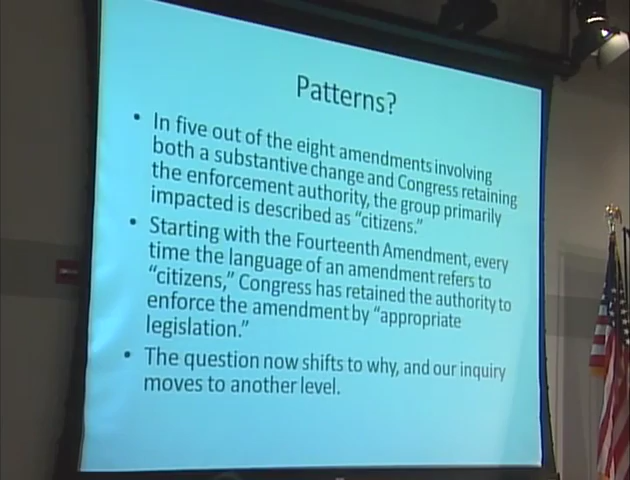 Patterns?
• In five out of the eight amendments involving
both a substantive change and Congress retaining
the enforcement authority, the group primarily
impacted is described as “citizens.”
• Starting with the Fourteenth Amendment, every
time the language of an amendment refers to
“citizens,” Congress has retained the authority to
enforce the amendment by “appropriate
legislation.”
• The question now shifts to why, and our inquiry
moves to another level.